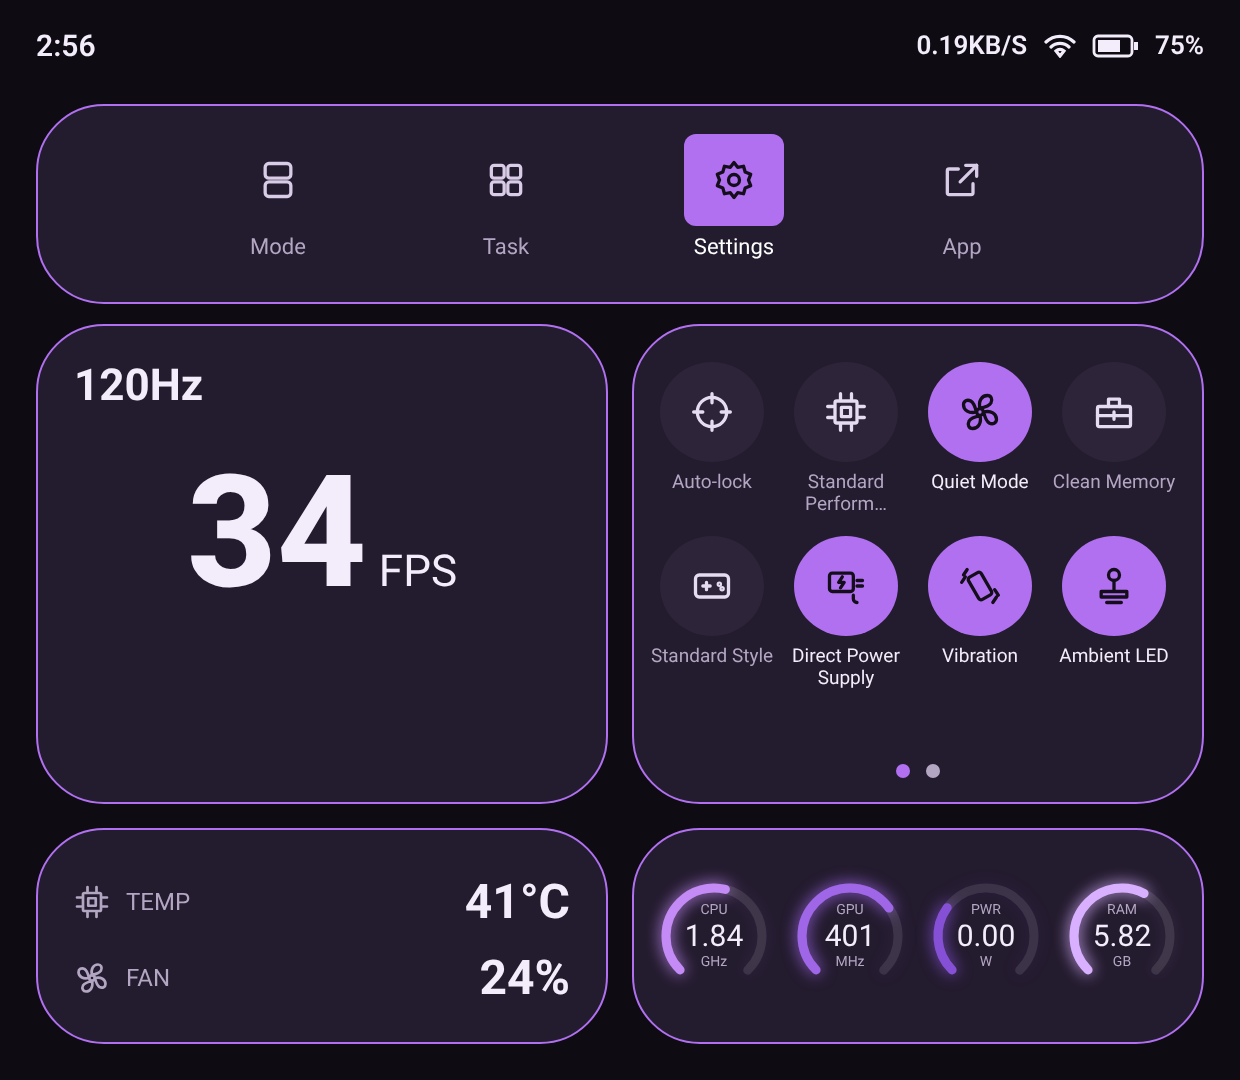 2:56
0.19KB/S
75%
Mode
Task
Settings
App
120Hz
34 FPS
Auto-lock
Standard
Perform...
Quiet Mode
Clean Memory
Standard Style
Direct Power
Supply
Vibration
Ambient LED
TEMP 41°C
FAN 24%
CPU
1.84
GHz
GPU
401
MHz
PWR
0.00
W
RAM
5.82
GB